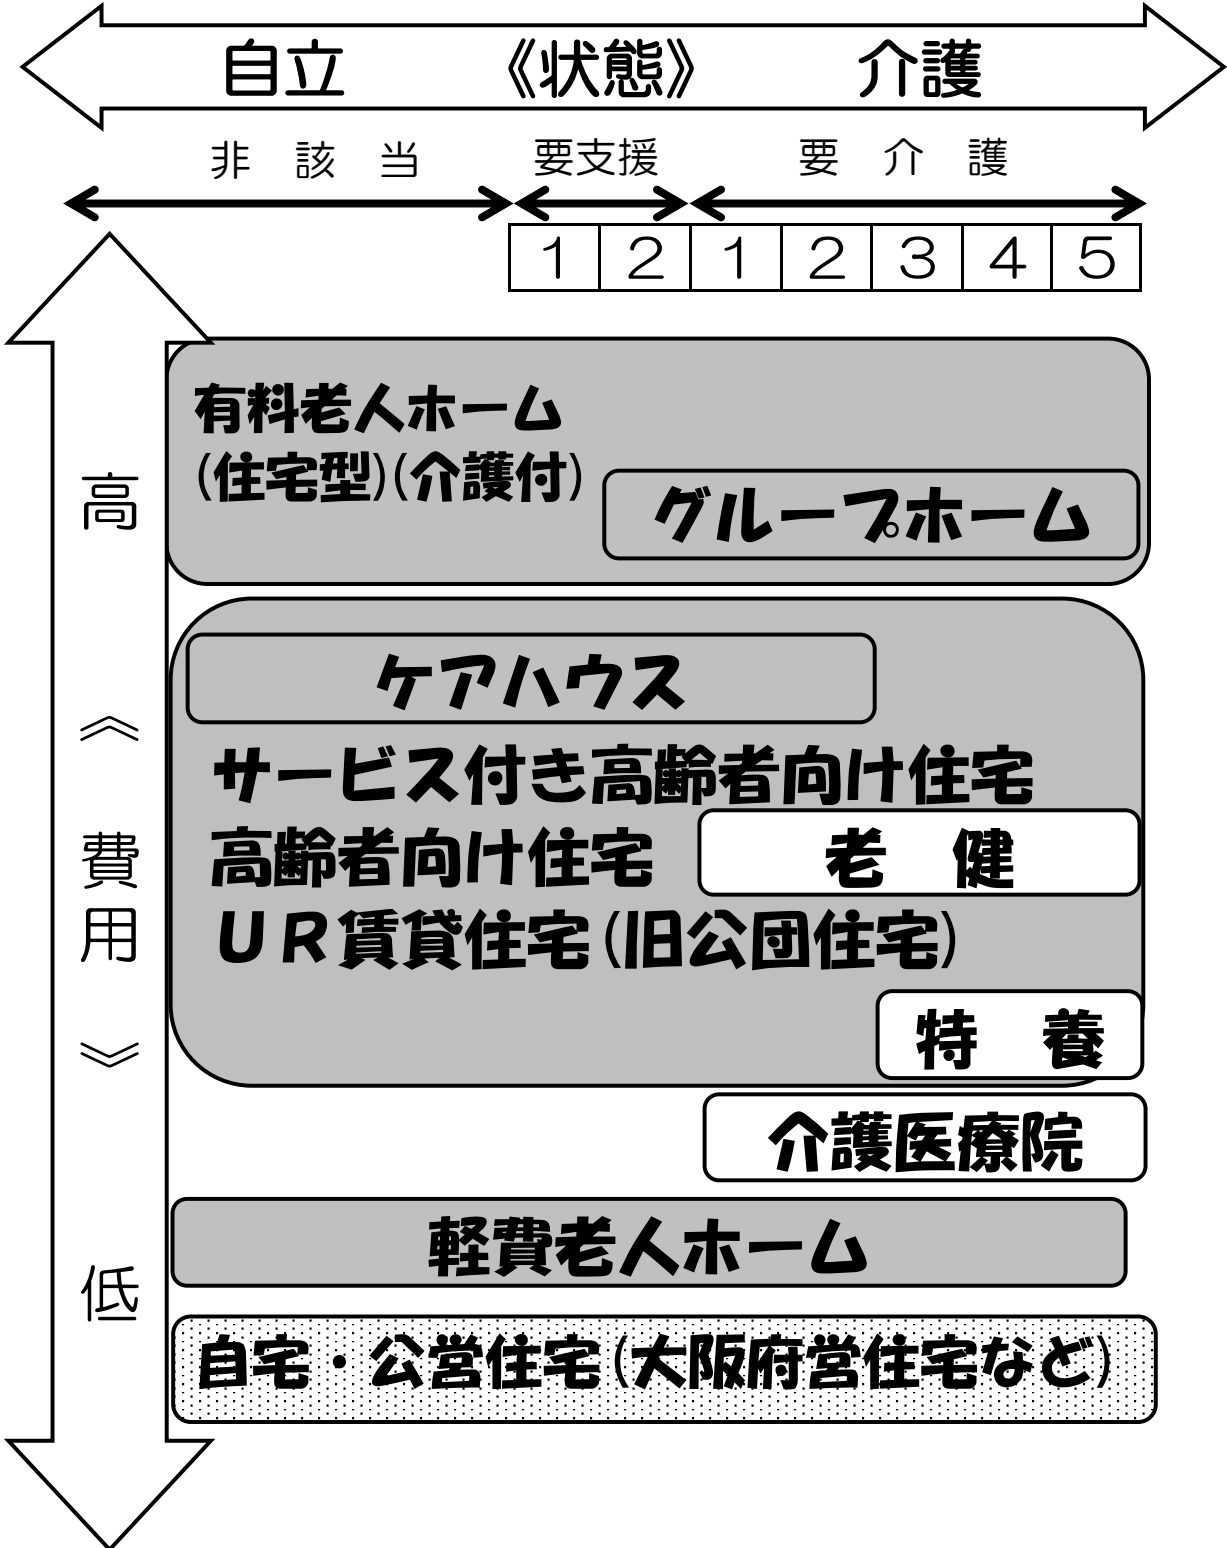 自立 《状態》 介護
非 該 当 要支援 要 介 護
1 2 1 2 3 4 5
高
《費用》
低
有料老人ホーム
(住宅型)(介護付)
グループホーム
ケアハウス
サービス付き高齢者向け住宅
高齢者向け住宅
老 健
UR賃貸住宅(旧公団住宅)
特 養
介護医療院
軽費老人ホーム
自宅・公営住宅(大阪府営住宅など)